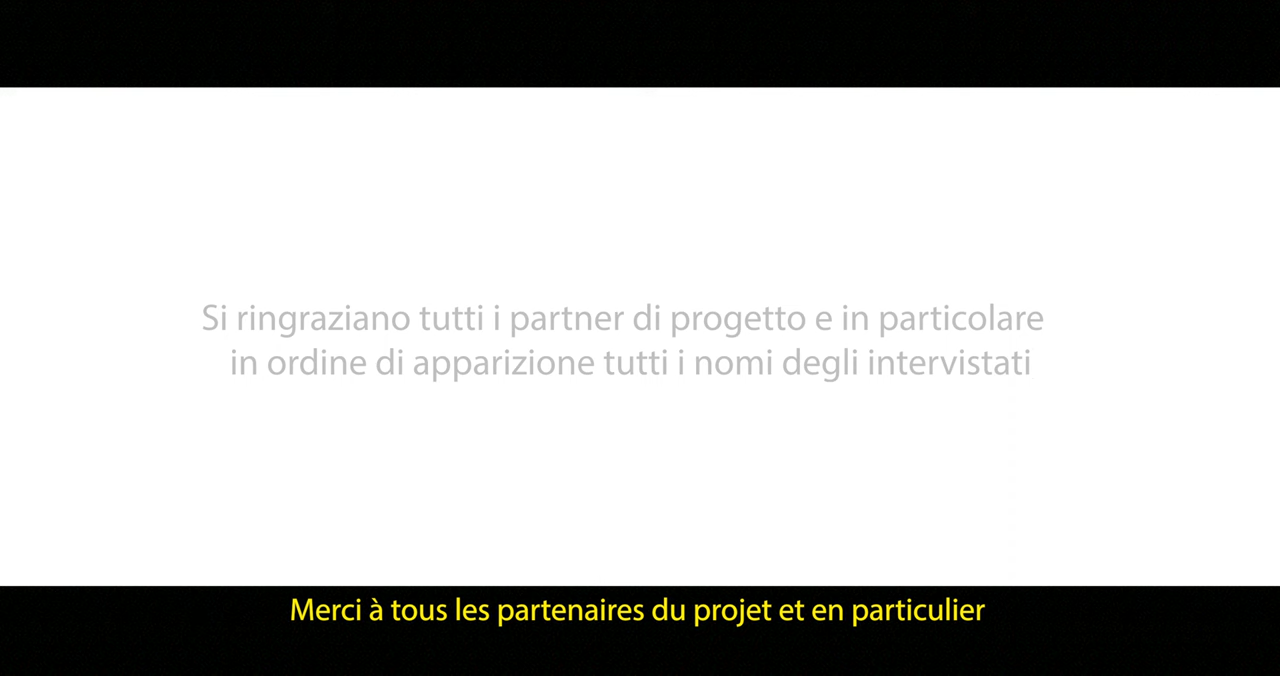 Si ringraziano tutti i partner di progetto e in particolare
in ordine di apparizione tutti i nomi degli intervistati
Merci à tous les partenaires du projet et en particulier